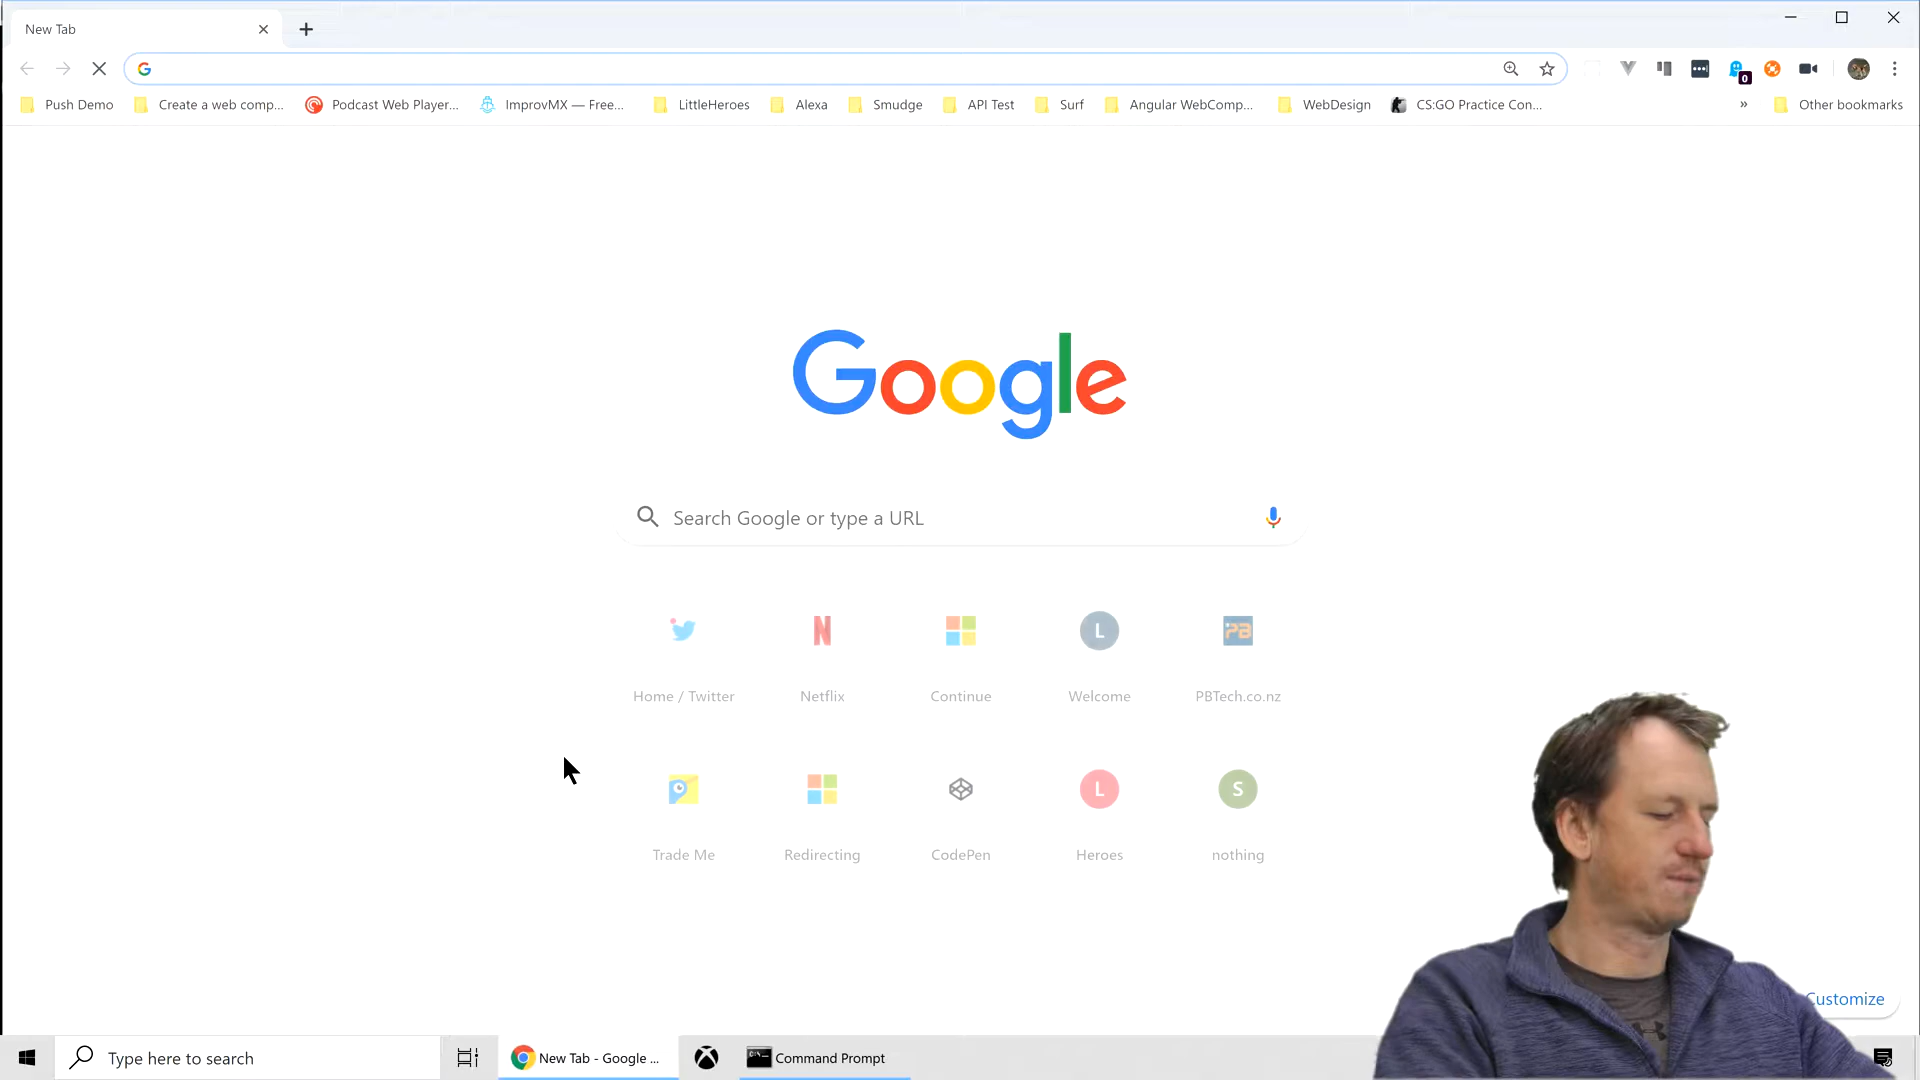 New Tab
Push Demo
Create a web comp...
Podcast Web Player...
ImprovMX — Free...
LittleHeroes
Alexa
Smudge
API Test
Surf
Angular WebComp...
WebDesign
CS:GO Practice Con...
»
Other bookmarks
0
Google
Search Google or type a URL
L
PB
Home / Twitter
Netflix
Continue
Welcome
PBTech.co.nz
L
S
Trade Me
Redirecting
CodePen
Heroes
nothing
Customize
Type here to search
New Tab - Google ...
Command Prompt